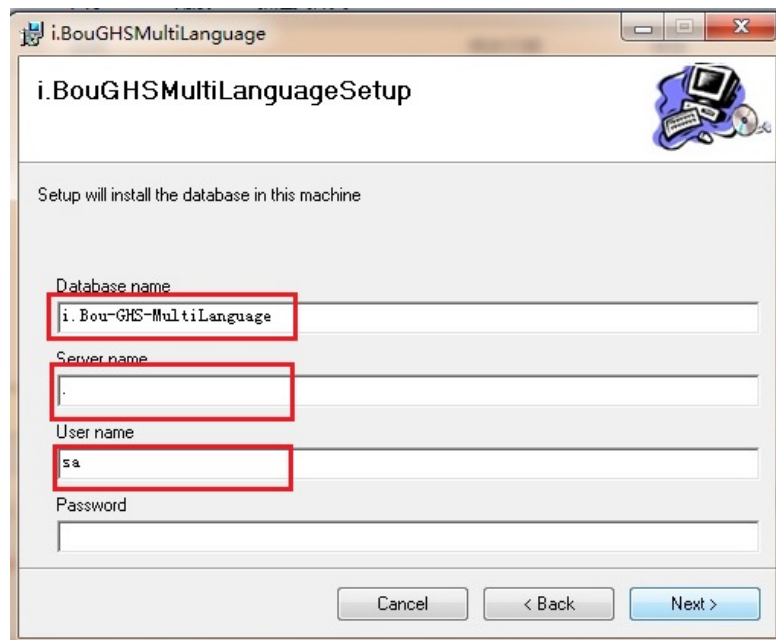 i.BouGHSMultiLanguage
i.BouGHSMultiLanguageSetup
Setup will install the database in this machine
Database name
i.Bou-GHS-MultiLanguage
Server name
.
User name
sa
Password
Cancel
< Back
Next >